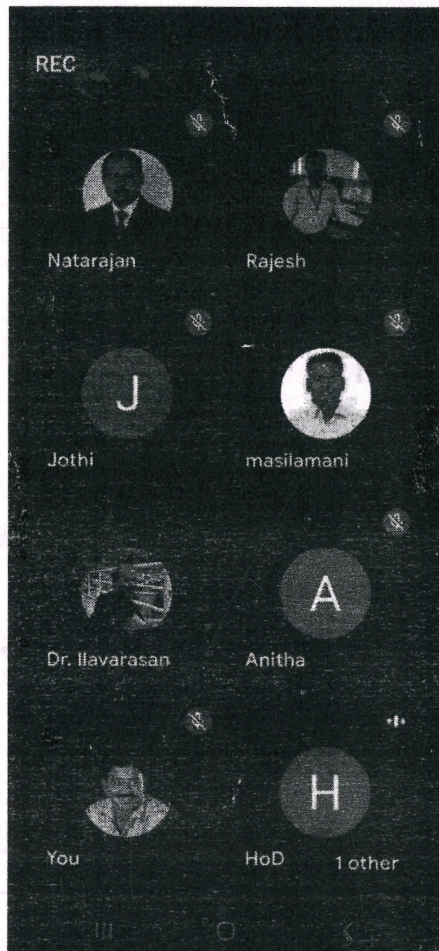 REC
Natarajan Rajesh
J
Jothi masilamani
A
Dr. Ilavarasan Anitha
H
You HoD 1 other